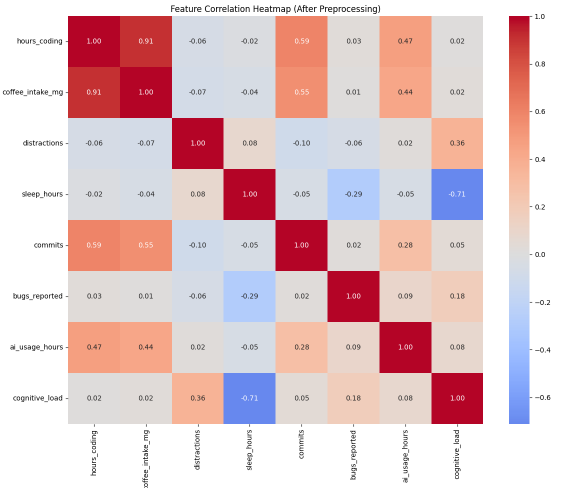 Feature Correlation Heatmap (After Preprocessing)
hours_coding 1.00 0.91 -0.06 -0.02 0.59 0.03 0.47 0.02
coffee_intake_mg 0.91 1.00 -0.07 -0.04 0.55 0.01 0.44 0.02
distractions -0.06 -0.07 1.00 0.08 -0.10 -0.06 0.02 0.36
sleep_hours -0.02 -0.04 0.08 1.00 -0.05 -0.29 -0.05 -0.71
commits 0.59 0.55 -0.10 -0.05 1.00 0.02 0.28 0.05
bugs_reported 0.03 0.01 -0.06 -0.29 0.02 1.00 0.09 0.18
ai_usage_hours 0.47 0.44 0.02 -0.05 0.28 0.09 1.00 0.08
cognitive_load 0.02 0.02 0.36 -0.71 0.05 0.18 0.08 1.00
hours_coding
coffee_intake_mg
distractions
sleep_hours
commits
bugs_reported
ai_usage_hours
cognitive_load
1.0
0.8
0.6
0.4
0.2
0.0
−0.2
−0.4
−0.6